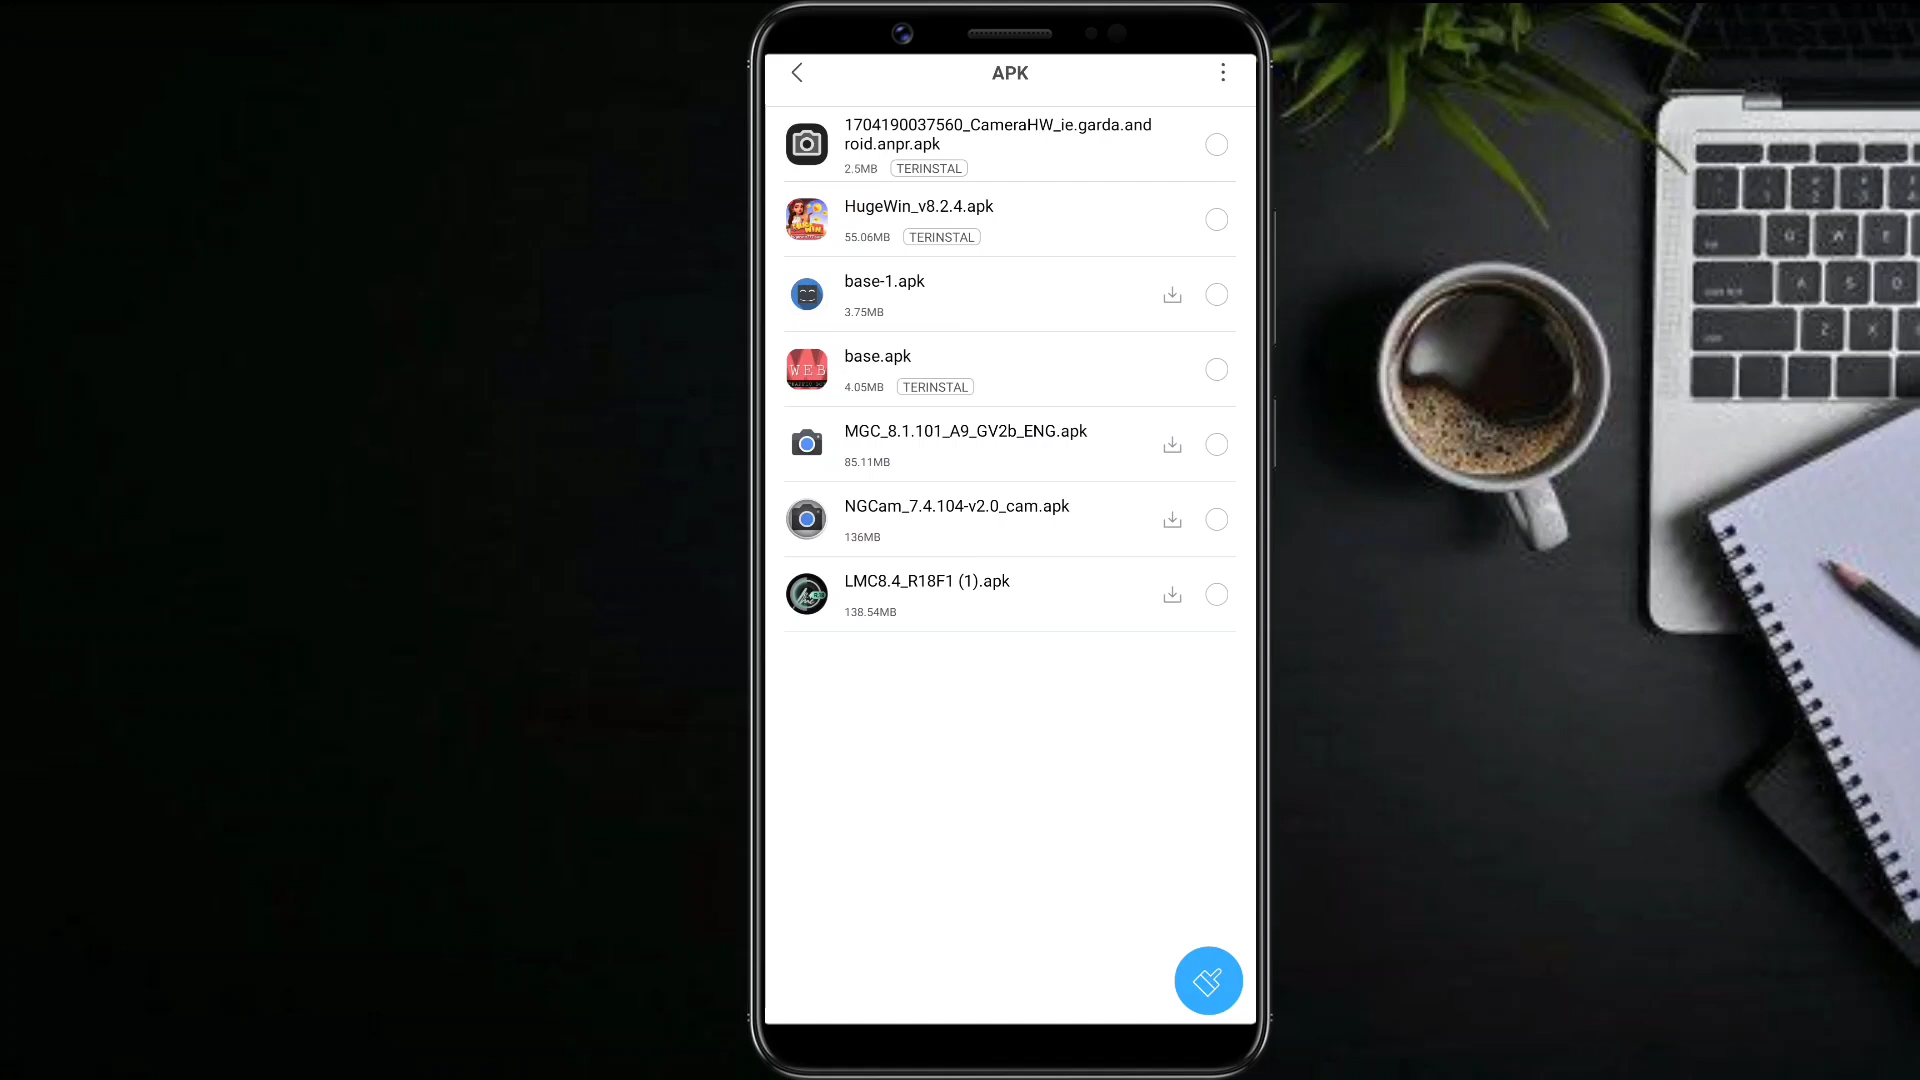 APK
1704190037560_CameraHW_ie.garda.and
roid.anpr.apk
2.5MB TERINSTAL
HugeWin_v8.2.4.apk
55.06MB TERINSTAL
base-1.apk
3.75MB
WEB
base.apk
4.05MB TERINSTAL
MGC_8.1.101_A9_GV2b_ENG.apk
85.11MB
NGCam_7.4.104-v2.0_cam.apk
136MB
LMC8.4_R18F1 (1).apk
138.54MB
Q W E
A S D
Z X